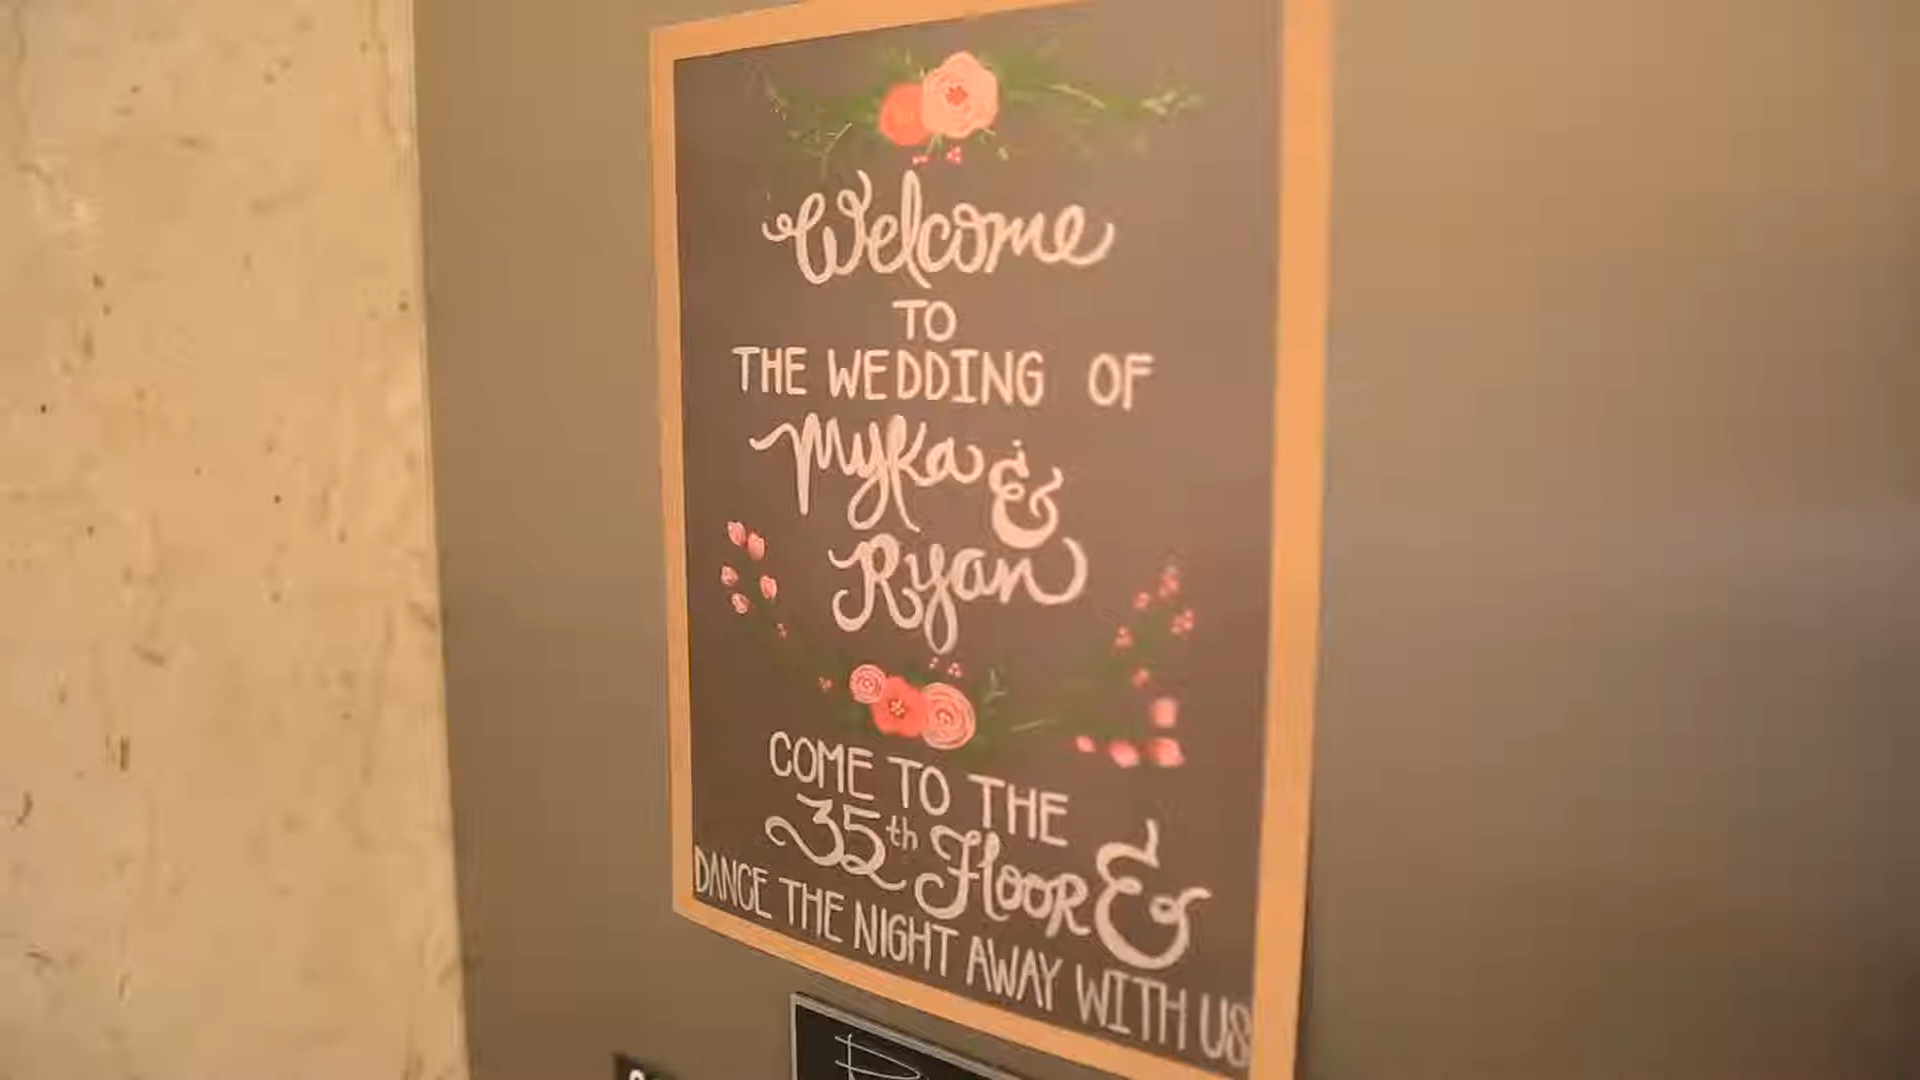 Welcome
TO
THE WEDDING OF
Myka &
Ryan
COME TO THE
35th Floor &
DANCE THE NIGHT AWAY WITH US